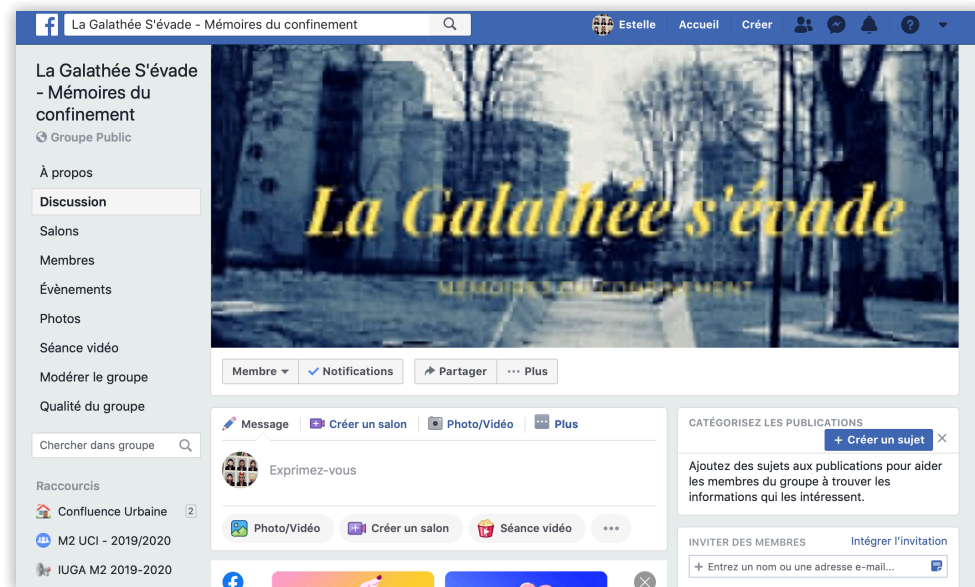 La Galathée S'évade - Mémoires du confinement
Estelle
Accueil
Créer
La Galathée S'évade
- Mémoires du
confinement
Groupe Public
À propos
Discussion
Salons
Membres
Évènements
Photos
Séance vidéo
Modérer le groupe
Qualité du groupe
Chercher dans groupe
Raccourcis
Confluence Urbaine 2
M2 UCI - 2019/2020
IUGA M2 2019-2020
La Galathée s'évade
MÉMOIRES DU CONFINEMENT
Membre
Notifications
Partager
Plus
Message
Créer un salon
Photo/Vidéo
Plus
Exprimez-vous
Photo/Vidéo
Créer un salon
Séance vidéo
CATÉGORISEZ LES PUBLICATIONS
+ Créer un sujet
Ajoutez des sujets aux publications pour aider
les membres du groupe à trouver les
informations qui les intéressent.
INVITER DES MEMBRES
Intégrer l'invitation
+ Entrez un nom ou une adresse e-mail...